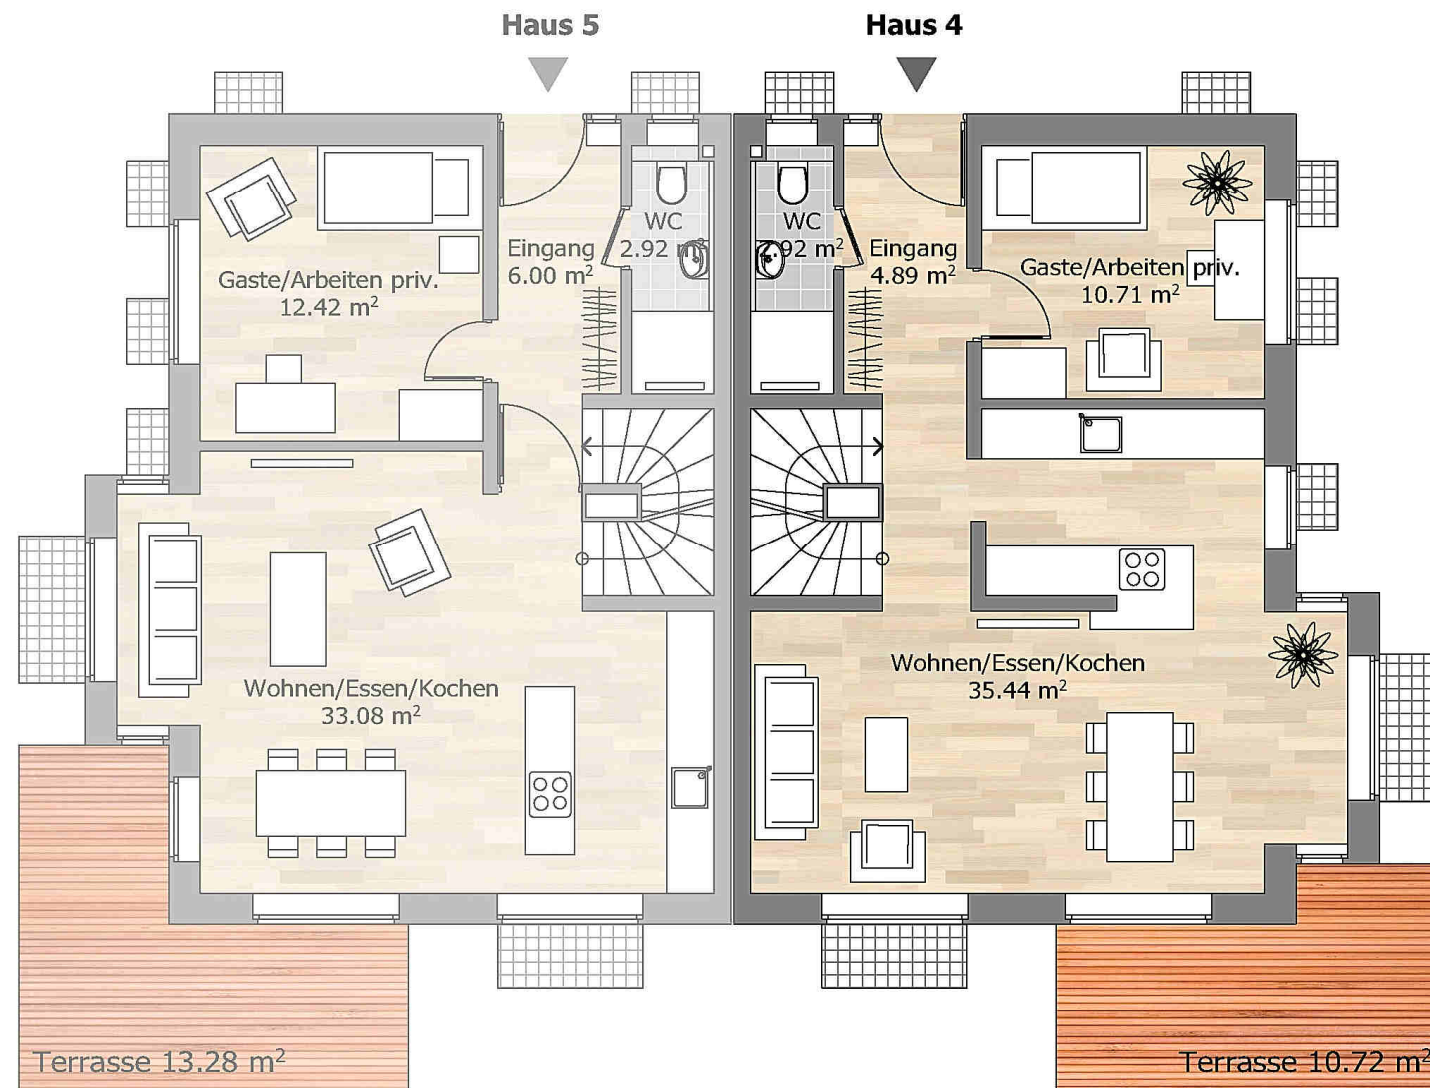 Haus 5
Haus 4
WC
2.92 m²
Eingang
6.00 m²
Gaste/Arbeiten priv.
12.42 m²
WC
2.92 m²
Eingang
4.89 m²
Gaste/Arbeiten priv.
10.71 m²
Wohnen/Essen/Kochen
33.08 m²
Wohnen/Essen/Kochen
35.44 m²
Terrasse 13.28 m²
Terrasse 10.72 m²